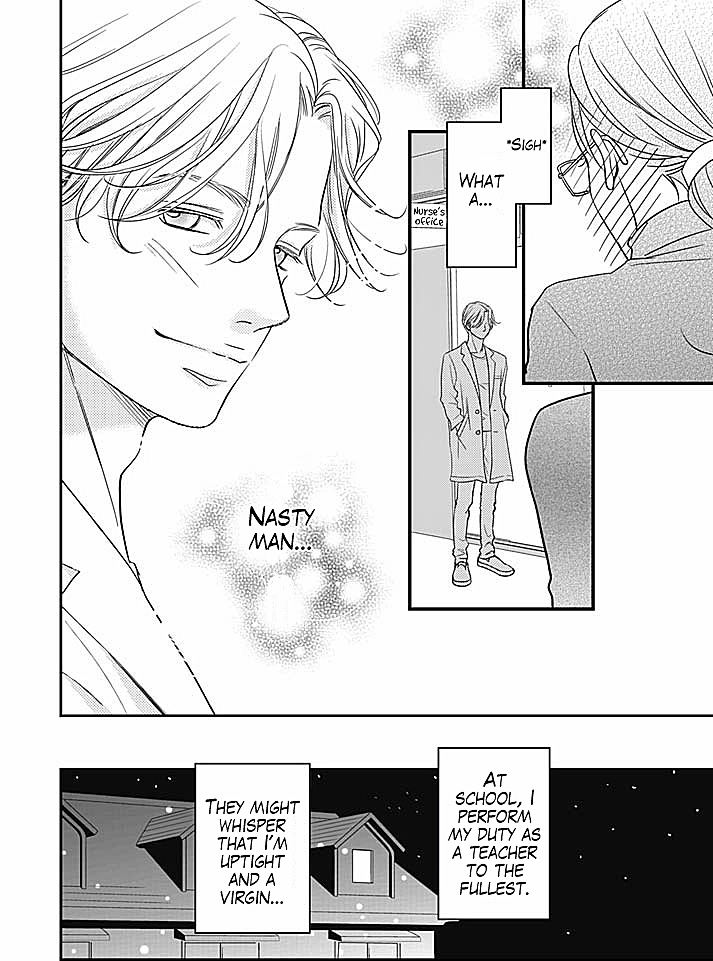 *Sigh*
What
a...
Nurse's
office
Nasty
man...
At
school, I
perform
my duty as
a teacher
to the
fullest.
They might
whisper
that I'm
uptight
and a
virgin...